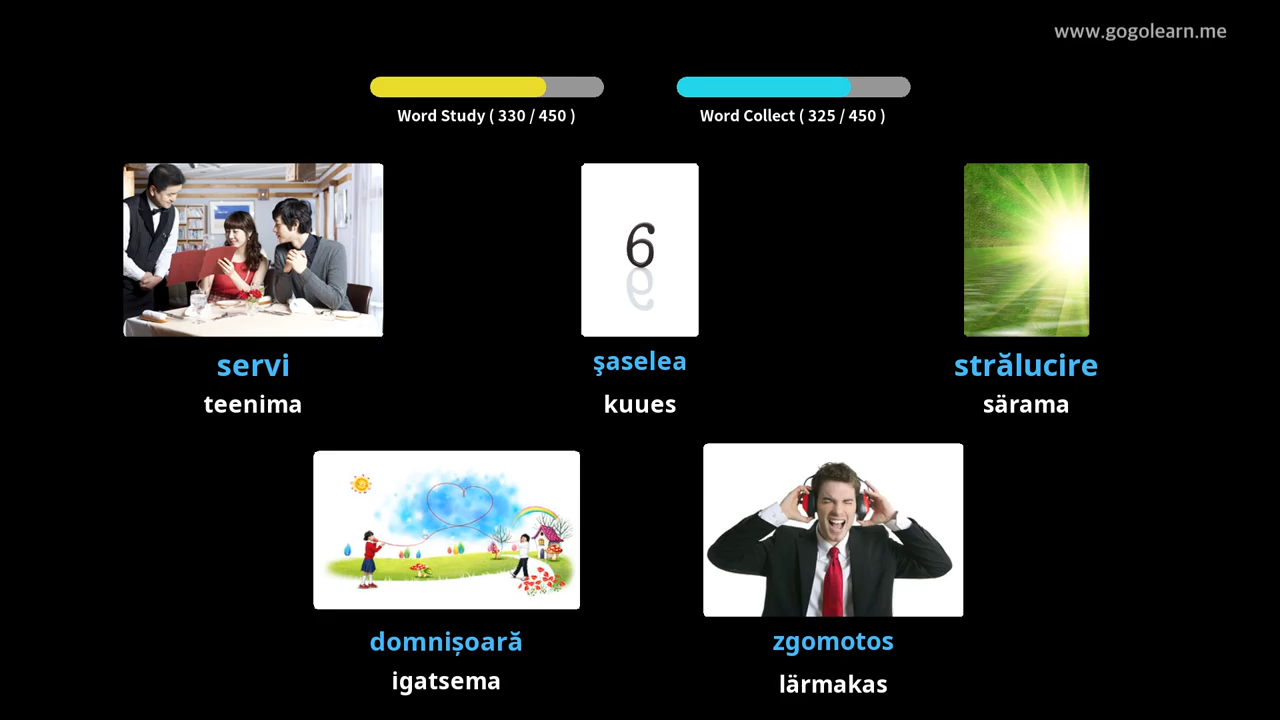 www.gogolearn.me
Word Study ( 330 / 450 )
Word Collect ( 325 / 450 )
6
servi
şaselea
strălucire
teenima
kuues
särama
domnișoară
zgomotos
igatsema
lärmakas